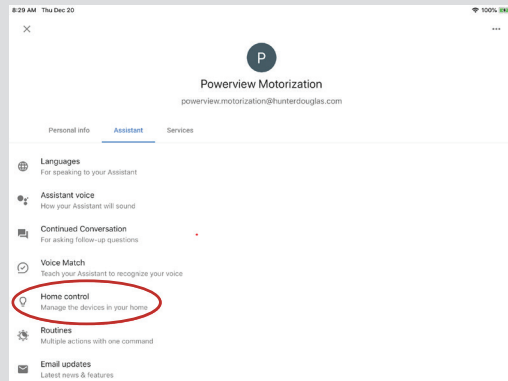 8:29 AM Thu Dec 20
100%
P
Powerview Motorization
powerview.motorization@hunterdouglas.com
Personal info Assistant Services
Languages
For speaking to your Assistant
Assistant voice
How your Assistant will sound
Continued Conversation
For asking follow-up questions
Voice Match
Teach your Assistant to recognize your voice
Home control
Manage the devices in your home
Routines
Multiple actions with one command
Email updates
Latest news & features